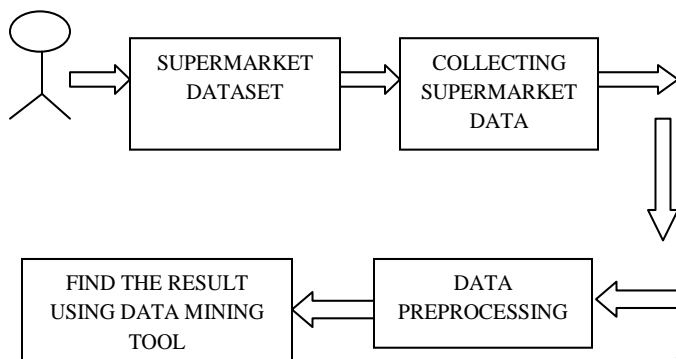 SUPERMARKET
DATASET
COLLECTING
SUPERMARKET
DATA
DATA
PREPROCESSING
FIND THE RESULT
USING DATA MINING
TOOL